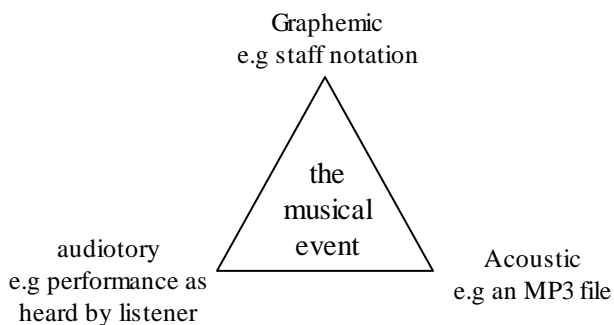 Graphemic
e.g staff notation
the
musical
event
audiotory
e.g performance as
heard by listener
Acoustic
e.g an MP3 file